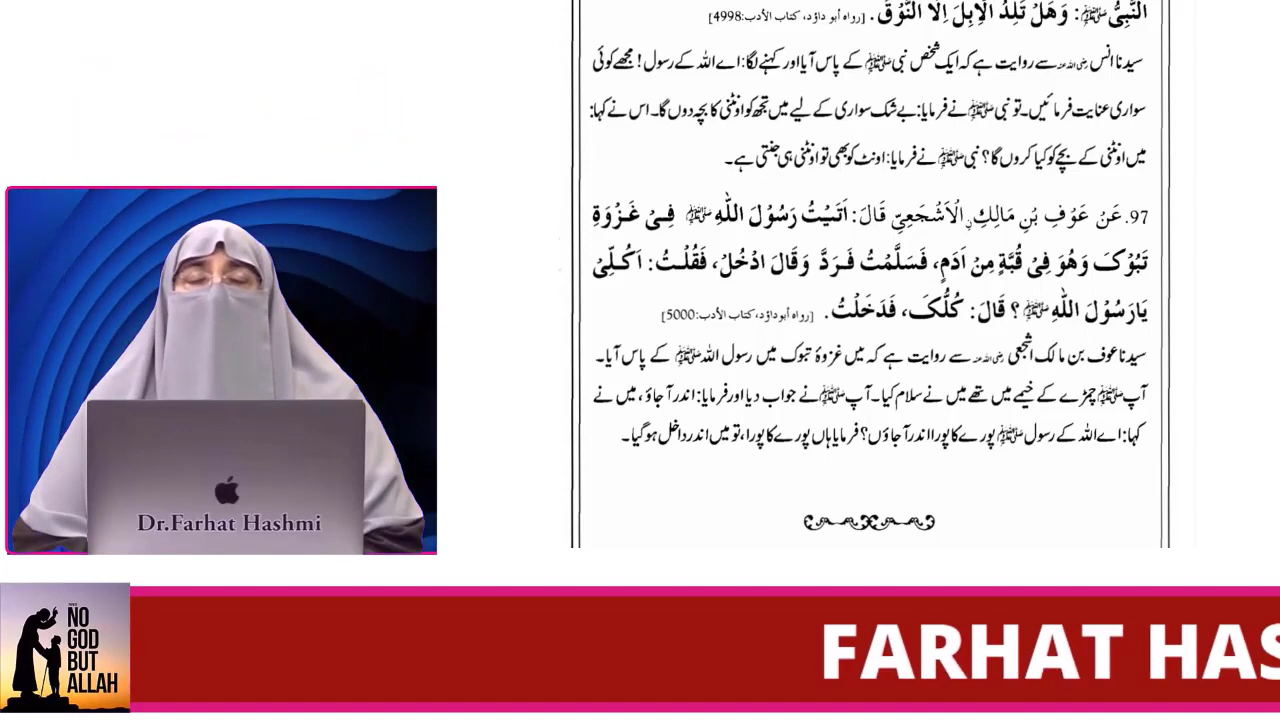 النَّبِيُّ ﷺ: وَهَلْ تَلِدُ الْاِبِلَ اِلَّا النُّوْقُ. [رواہ أبو داؤد، کتاب الأدب:4998]
سیدنا انس رضی اللہ عنہ سے روایت ہے کہ ایک شخص نبی ﷺ کے پاس آیا اور کہنے لگا: اے اللہ کے رسول! مجھے کوئی
سواری عنایت فرمائیں۔ تو نبی ﷺ نے فرمایا: بے شک سواری کے لیے میں تجھ کو اونٹنی کا بچہ دوں گا۔ اس نے کہا:
میں اونٹنی کے بچے کو کیا کروں گا؟ نبی ﷺ نے فرمایا: اونٹ کو بھی تو اونٹنی ہی جنتی ہے۔
97. عَنْ عَوْفِ بْنِ مَالِكِ ِ الْاَشْجَعِيِّ قَالَ: اَتَيْتُ رَسُوْلَ اللّٰهِ ﷺ فِيْ غَزْوَةِ
تَبُوْكَ وَهُوَ فِيْ قُبَّةٍ مِنْ اَدَمٍ، فَسَلَّمْتُ فَرَدَّ وَقَالَ ادْخُلْ، فَقُلْتُ: اَكُلِّيْ
يَا رَسُوْلَ اللّٰهِ ﷺ؟ قَالَ: كُلُّكَ، فَدَخَلْتُ. [رواہ أبو داؤد، کتاب الأدب:5000]
سیدنا عوف بن مالک اشجعی رضی اللہ عنہ سے روایت ہے کہ میں غزوۂ تبوک میں رسول اللہ ﷺ کے پاس آیا۔
آپ ﷺ چمڑے کے خیمے میں تھے میں نے سلام کیا۔ آپ ﷺ نے جواب دیا اور فرمایا: اندر آ جاؤ، میں نے
کہا: اے اللہ کے رسول ﷺ پورے کا پورا اندر آ جاؤں؟ فرمایا ہاں پورے کا پورا، تو میں اندر داخل ہو گیا۔
Dr.Farhat Hashmi
NO
GOD
BUT
ALLAH
FARHAT HAS